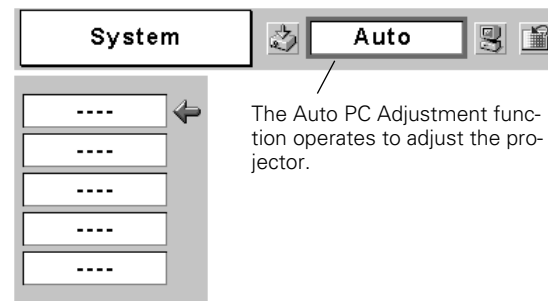 System
Auto
The Auto PC Adjustment func-
tion operates to adjust the pro-
jector.
----
----
----
----
----